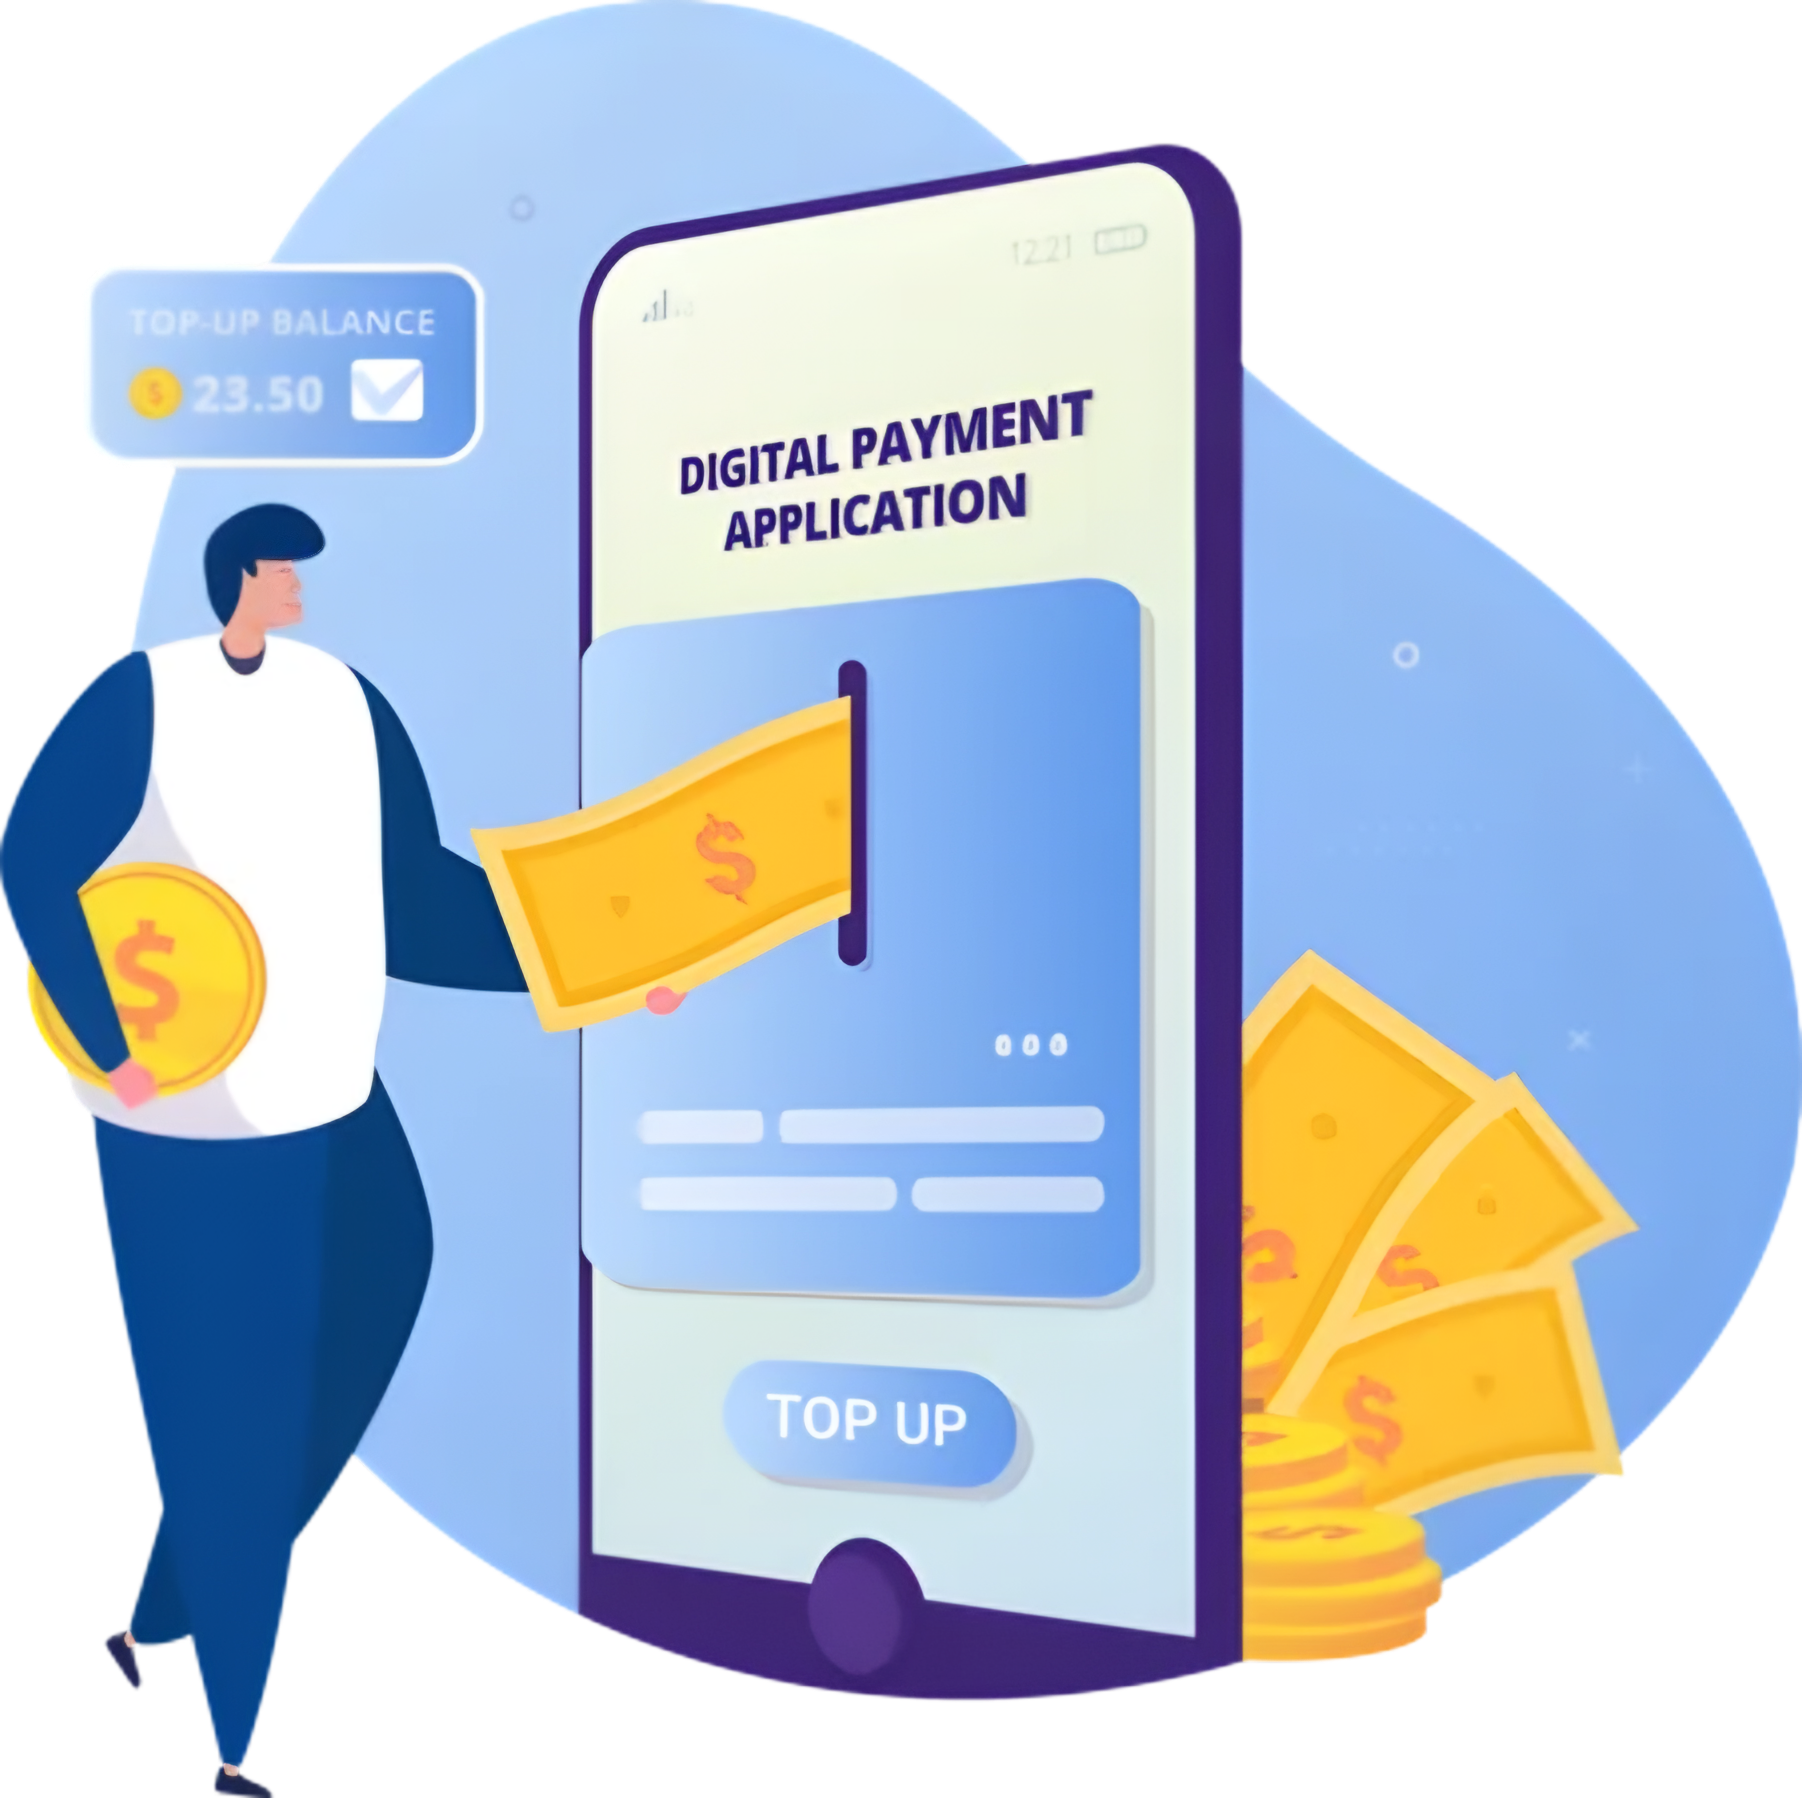 12.21
TOP-UP BALANCE
$ 23.50
DIGITAL PAYMENT
APPLICATION
$
$
$
$
TOP UP
$
$